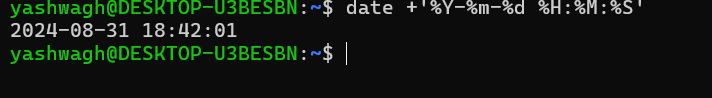 yashwagh@DESKTOP-U3BESBN:~$ date +'%Y-%m-%d %H:%M:%S'
2024-08-31 18:42:01
yashwagh@DESKTOP-U3BESBN:~$